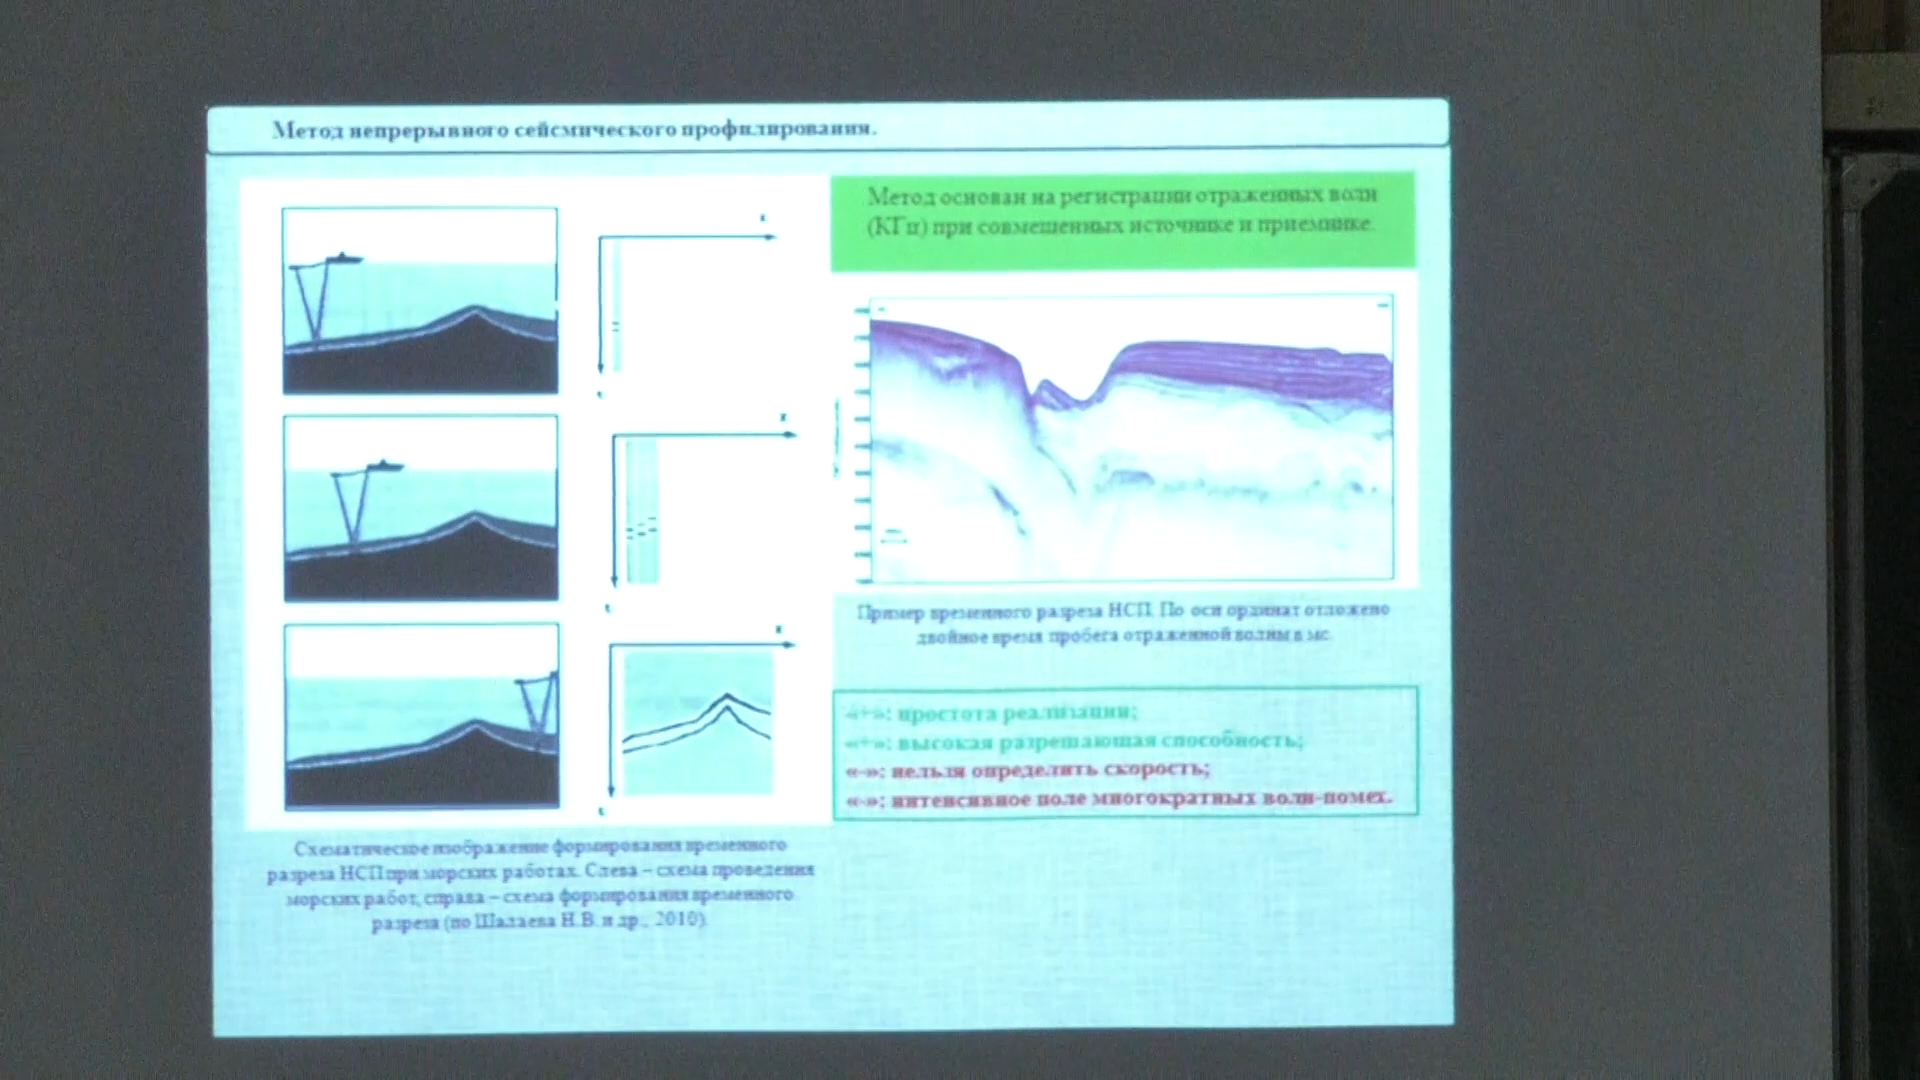 Метод непрерывного сейсмического профилирования.
Метод основан на регистрации отраженных волн
(КГц) при совмещенных источнике и приемнике.
x
t
x
t
x
t
Пример временного разреза НСП. По оси ординат отложено
двойное время пробега отраженной волны в мс.
«+»: простота реализации;
«+»: высокая разрешающая способность;
«-»: нельзя определить скорость;
«-»: интенсивное поле многократных волн-помех.
Схематическое изображение формирования временного
разреза НСП при морских работах. Слева – схема проведения
морских работ, справа – схема формирования временного
разреза (по Шалаева Н.В. и др., 2010).